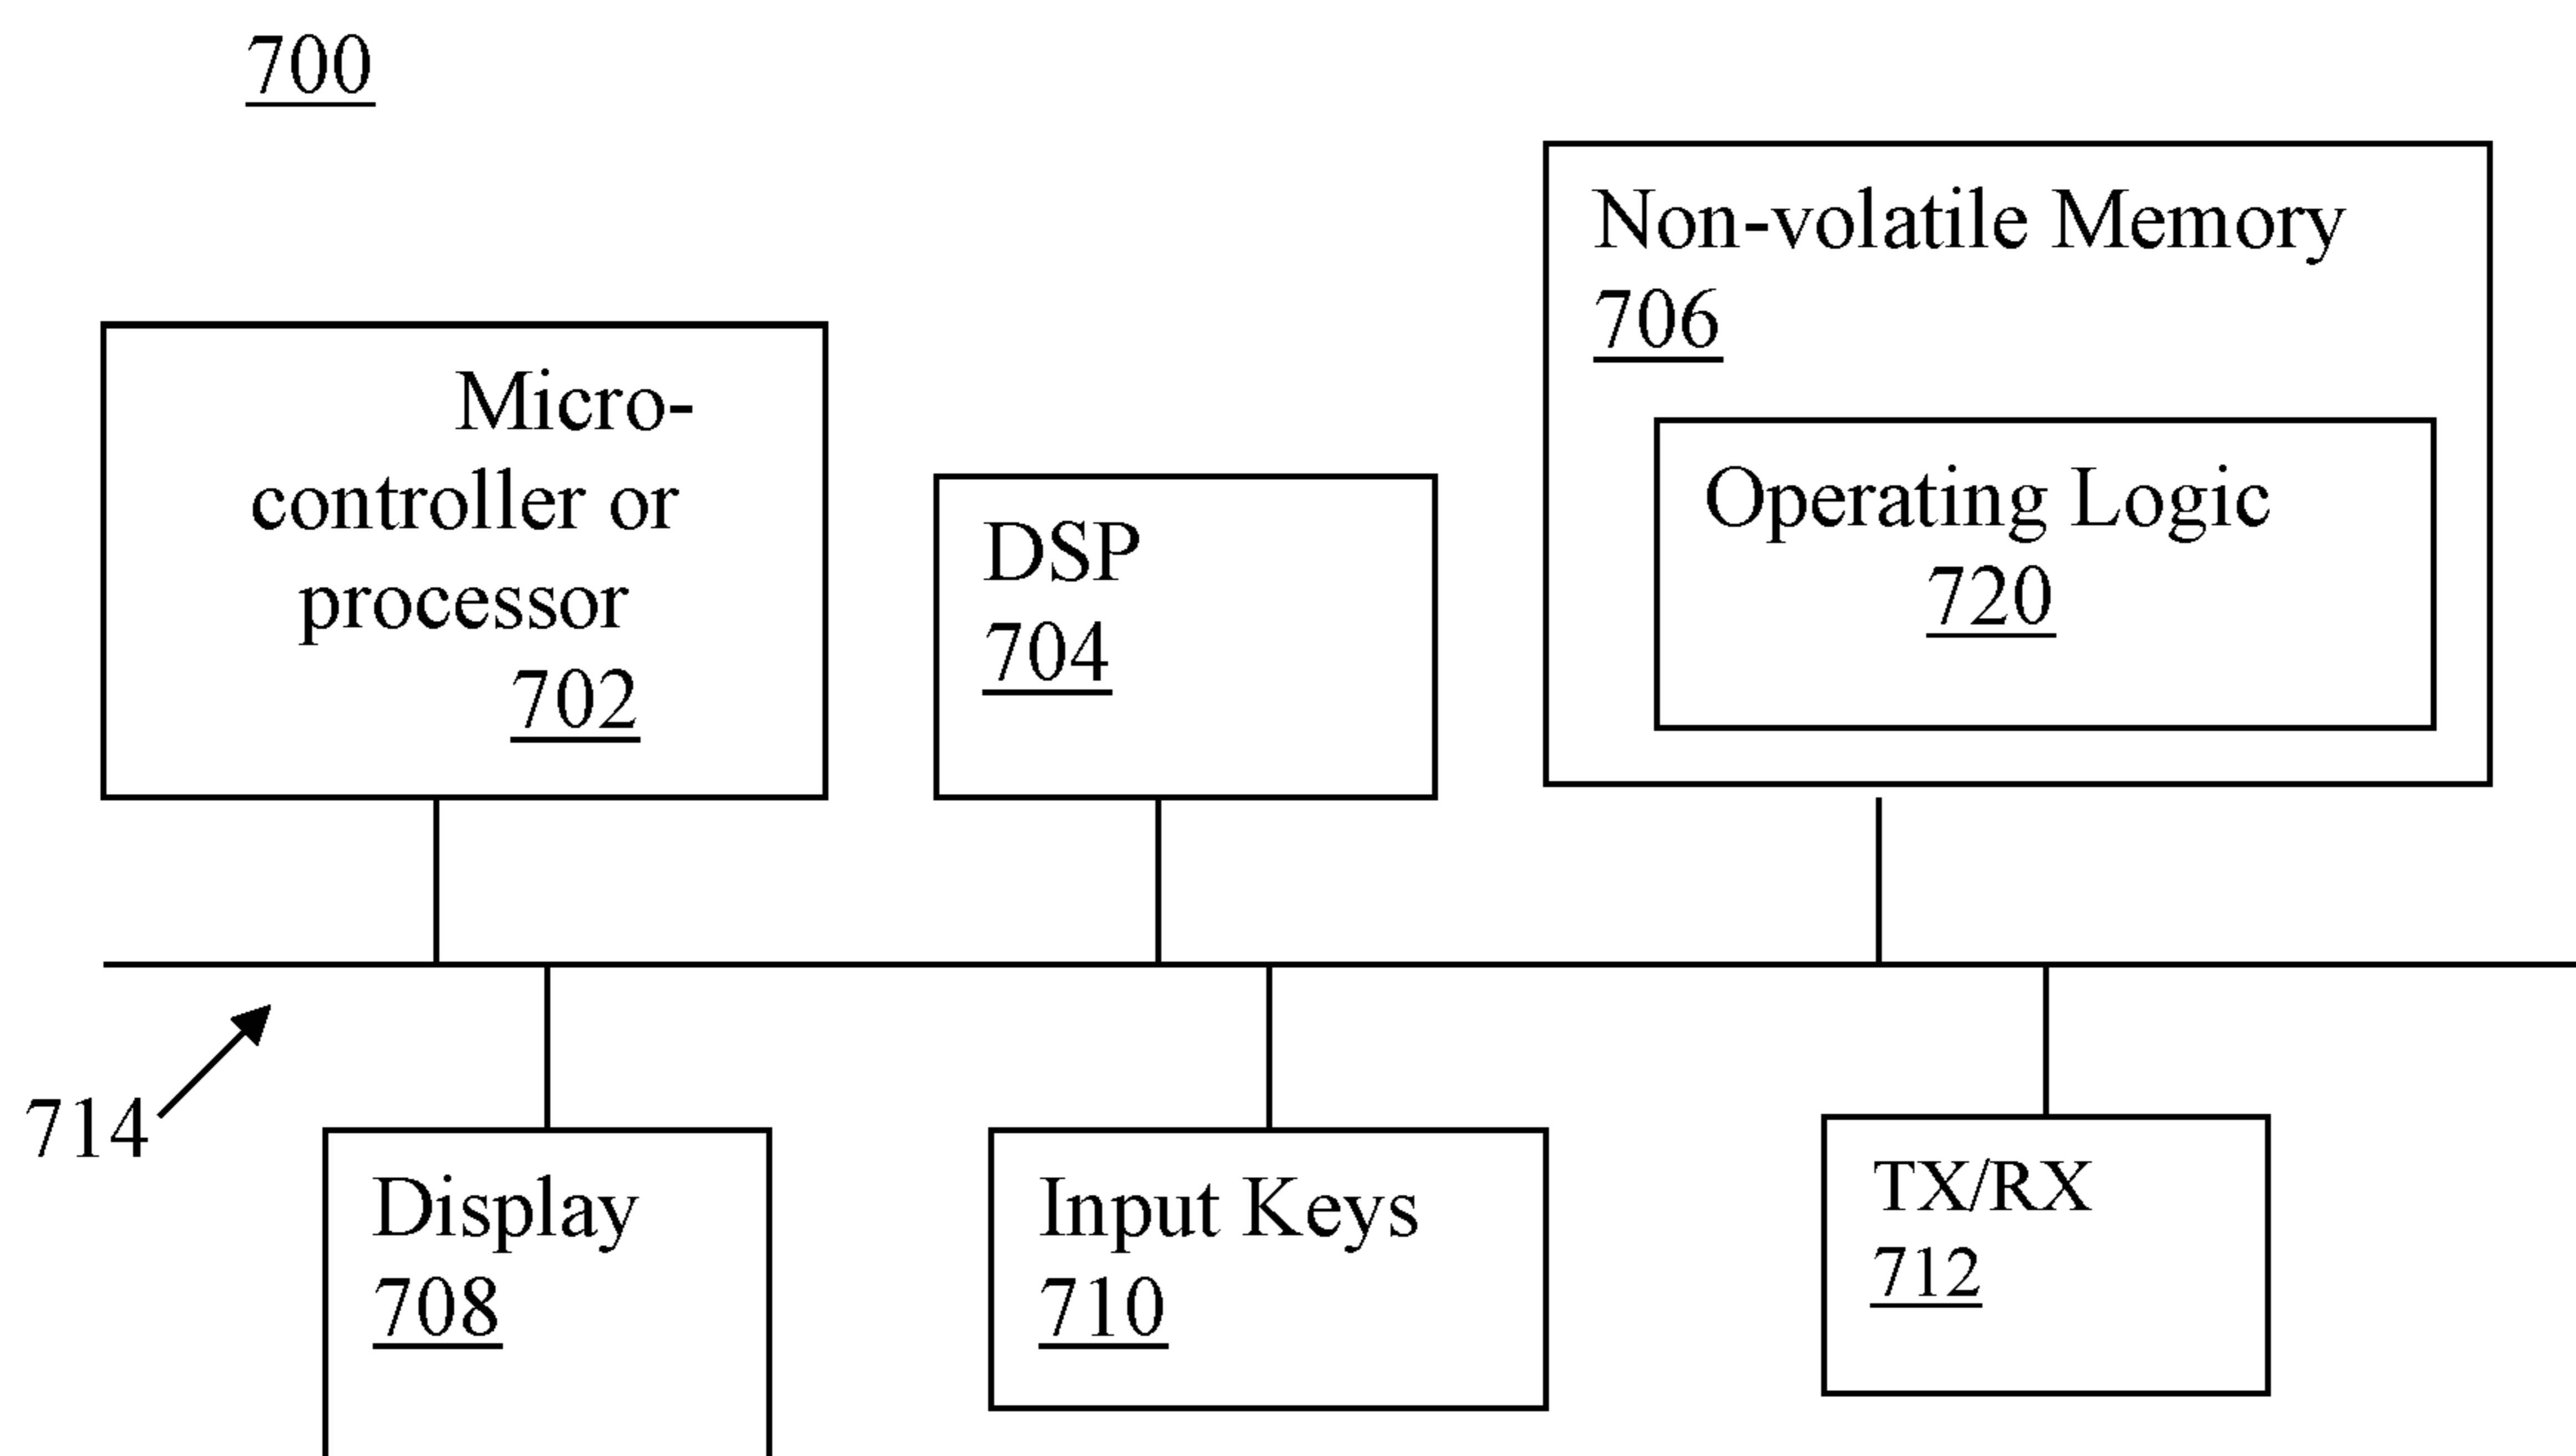 700
Micro-
controller or
processor
702
DSP
704
Non-volatile Memory
706
Operating Logic
720
714
Display
708
Input Keys
710
TX/RX
712